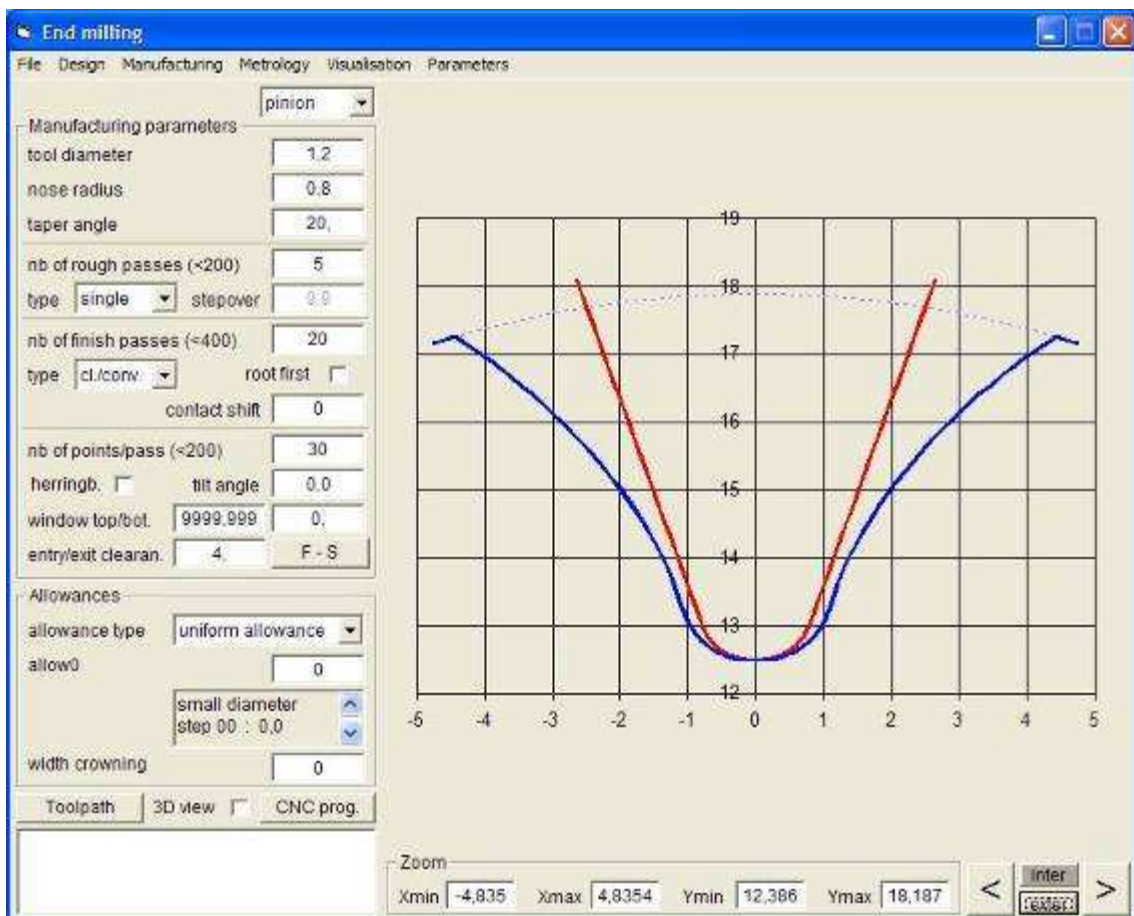 End milling
File Design Manufacturing Metrology Visualisation Parameters
pinion
Manufacturing parameters
tool diameter 1,2
nose radius 0.8
taper angle 20,
nb of rough passes (<200) 5
type single stepover 0.9
nb of finish passes (<400) 20
type cl./conv. root first
contact shift 0
nb of points/pass (<200) 30
herringb. tilt angle 0.0
window top/bot. 9999,999 0,
entry/exit clearan. 4, F - S
Allowances
allowance type uniform allowance
allow0 0
small diameter
step 00 : 0,0
width crowning 0
Toolpath 3D view CNC prog.
19
18
17
16
15
14
13
12
-5 -4 -3 -2 -1 0 1 2 3 4 5
Zoom
Xmin -4,835 Xmax 4,8354 Ymin 12,386 Ymax 18,187
< inter >
exter